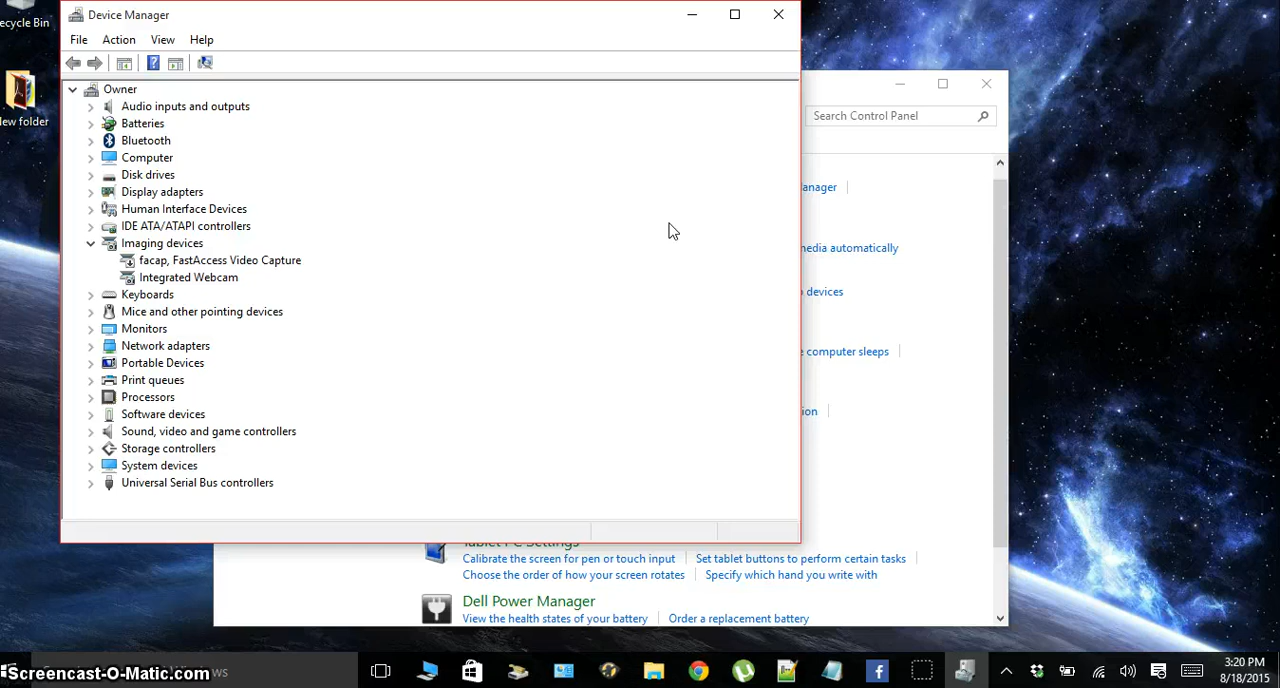 ecycle Bin
ew folder
Device Manager
File Action View Help
Owner
Audio inputs and outputs
Batteries
Bluetooth
Computer
Disk drives
Display adapters
Human Interface Devices
IDE ATA/ATAPI controllers
Imaging devices
facap, FastAccess Video Capture
Integrated Webcam
Keyboards
Mice and other pointing devices
Monitors
Network adapters
Portable Devices
Print queues
Processors
Software devices
Sound, video and game controllers
Storage controllers
System devices
Universal Serial Bus controllers
Search Control Panel
anager
media automatically
o devices
e computer sleeps
ion
Tablet PC Settings
Calibrate the screen for pen or touch input Set tablet buttons to perform certain tasks
Choose the order of how your screen rotates Specify which hand you write with
Dell Power Manager
View the health states of your battery Order a replacement battery
Screencast-O-Matic.com ws
3:20 PM
8/18/2015